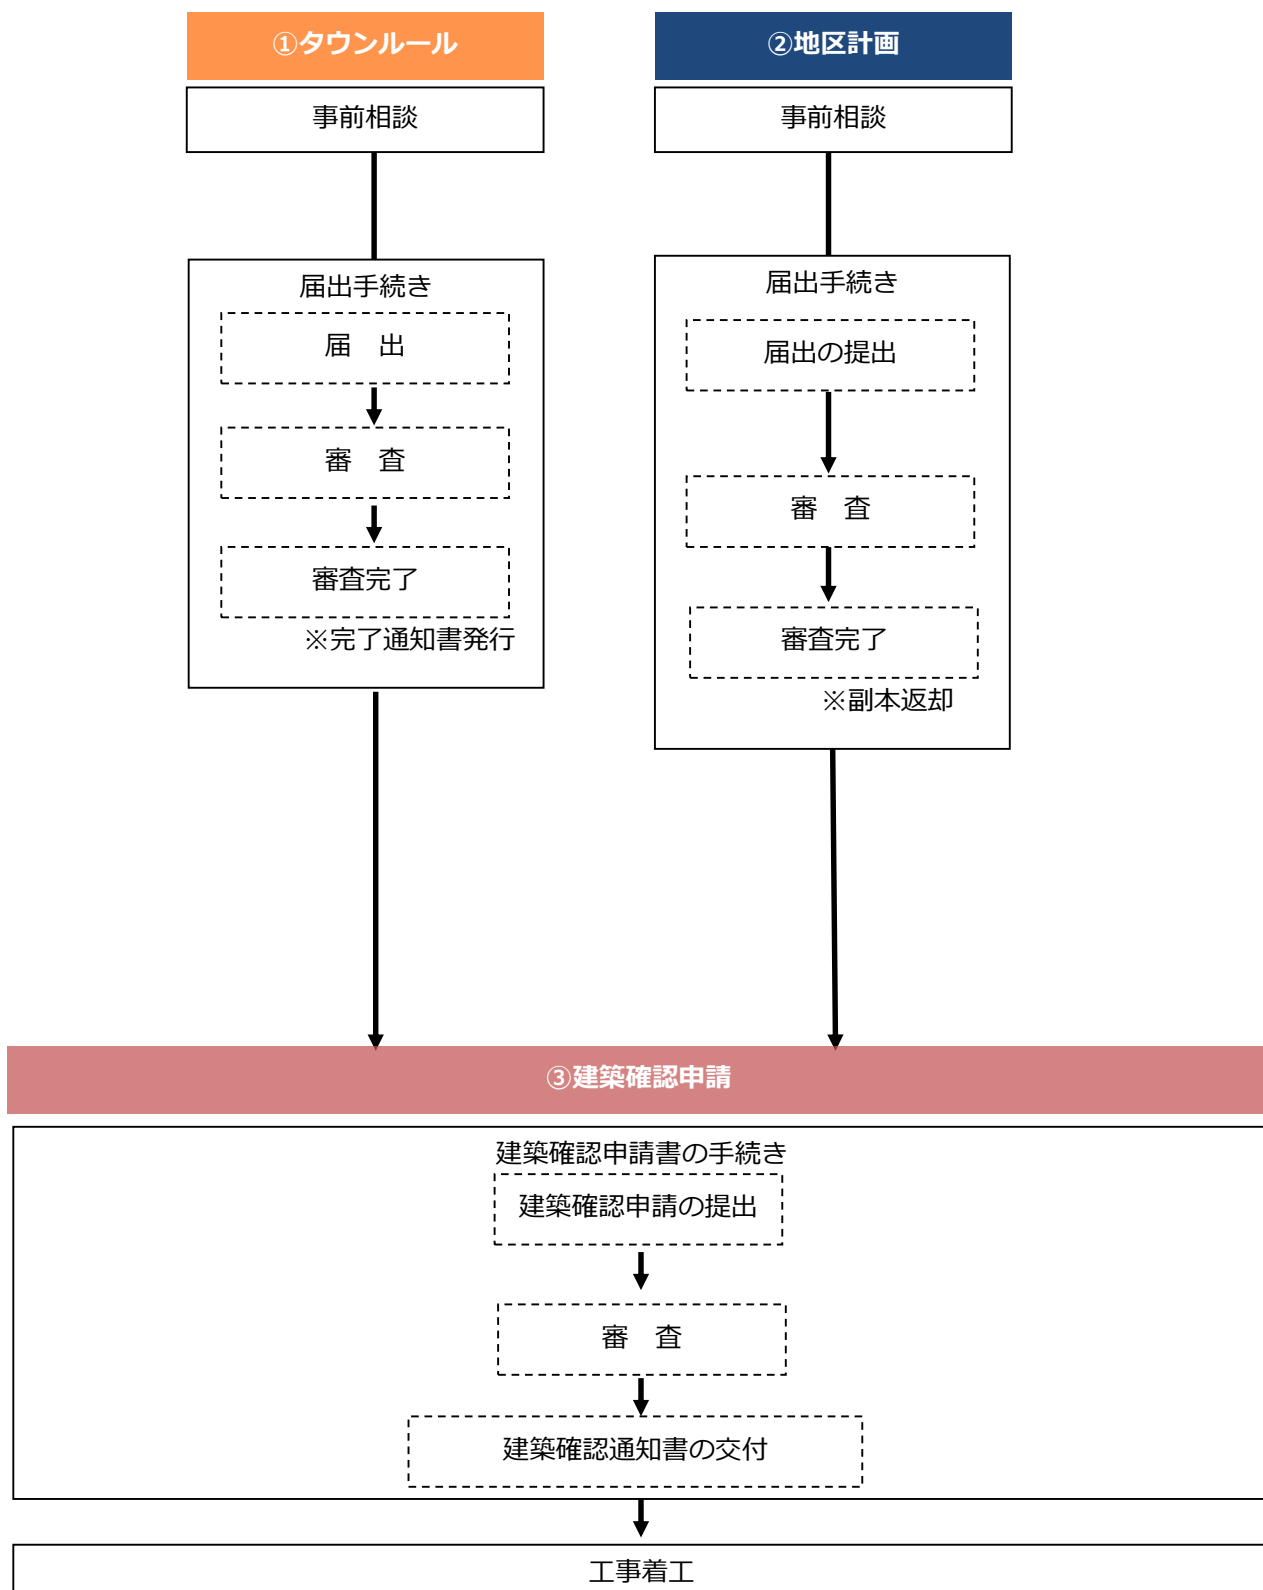 ①タウンルール
事前相談
届出手続き
届　出
審　査
審査完了
※完了通知書発行
②地区計画
事前相談
届出手続き
届出の提出
審　査
審査完了
※副本返却
③建築確認申請
建築確認申請書の手続き
建築確認申請の提出
審　査
建築確認通知書の交付
工事着工